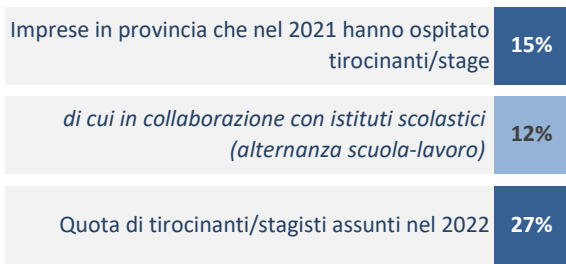 Imprese in provincia che nel 2021 hanno ospitato
tirocinanti/stage
15%
di cui in collaborazione con istituti scolastici
(alternanza scuola-lavoro)
12%
Quota di tirocinanti/stagisti assunti nel 2022
27%